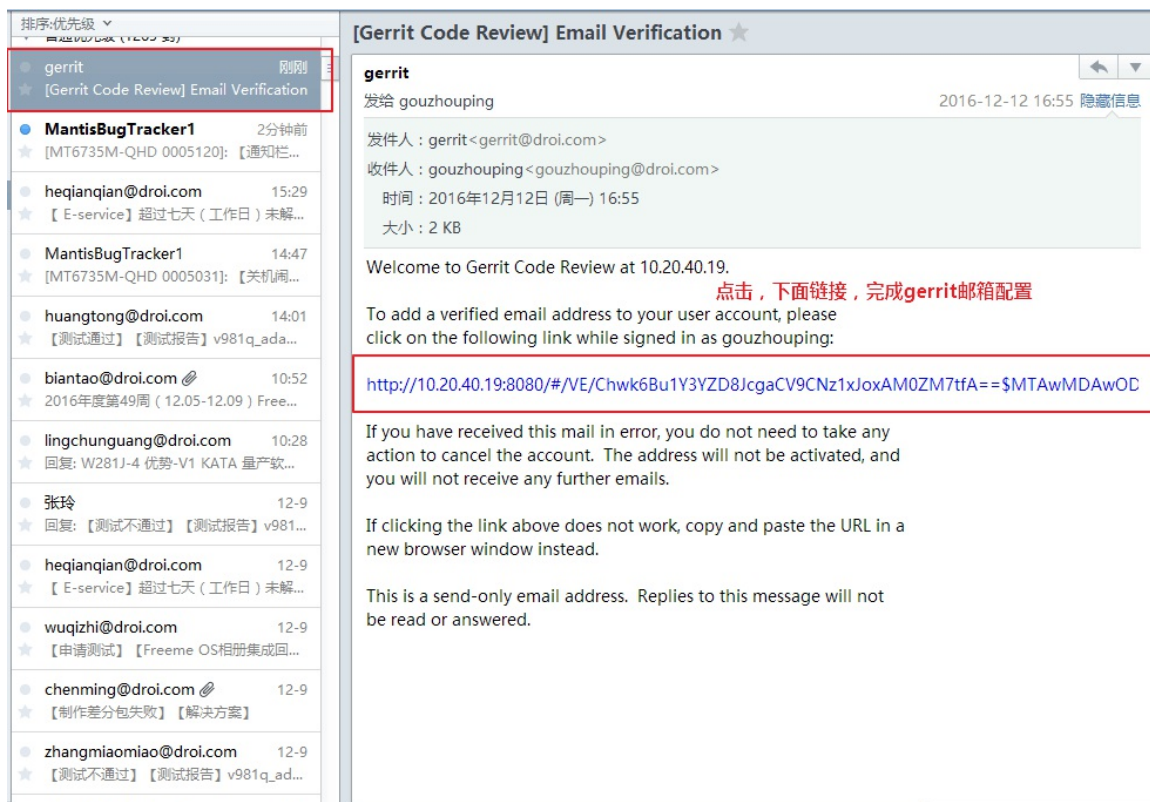 排序:优先级
普通优先级 (1205 封)
gerrit 刚刚
[Gerrit Code Review] Email Verification
MantisBugTracker1 2分钟前
[MT6735M-QHD 0005120]: 【通知栏...
heqianqian@droi.com 15:29
【 E-service】超过七天（工作日）未解...
MantisBugTracker1 14:47
[MT6735M-QHD 0005031]: 【关机闹...
huangtong@droi.com 14:01
【测试通过】【测试报告】v981q_ada...
biantao@droi.com 10:52
2016年度第49周（12.05-12.09）Free...
lingchunguang@droi.com 10:28
回复: W281J-4 优势-V1 KATA 量产软...
张玲 12-9
回复: 【测试不通过】【测试报告】v981...
heqianqian@droi.com 12-9
【 E-service】超过七天（工作日）未解...
wuqizhi@droi.com 12-9
【申请测试】【Freeme OS相册集成回...
chenming@droi.com 12-9
【制作差分包失败】【解决方案】
zhangmiaomiao@droi.com 12-9
【测试不通过】【测试报告】v981q_ad...
[Gerrit Code Review] Email Verification
gerrit
发给 gouzhouping 2016-12-12 16:55 隐藏信息
发件人：gerrit<gerrit@droi.com>
收件人：gouzhouping<gouzhouping@droi.com>
时间：2016年12月12日 (周一) 16:55
大小：2 KB
Welcome to Gerrit Code Review at 10.20.40.19.
点击，下面链接，完成gerrit邮箱配置
To add a verified email address to your user account, please
click on the following link while signed in as gouzhouping:
http://10.20.40.19:8080/#/VE/Chwk6Bu1Y3YZD8JcgaCV9CNz1xJoxAM0ZM7tfA==$MTAwMDAwOD
If you have received this mail in error, you do not need to take any
action to cancel the account.  The address will not be activated, and
you will not receive any further emails.
If clicking the link above does not work, copy and paste the URL in a
new browser window instead.
This is a send-only email address.  Replies to this message will not
be read or answered.